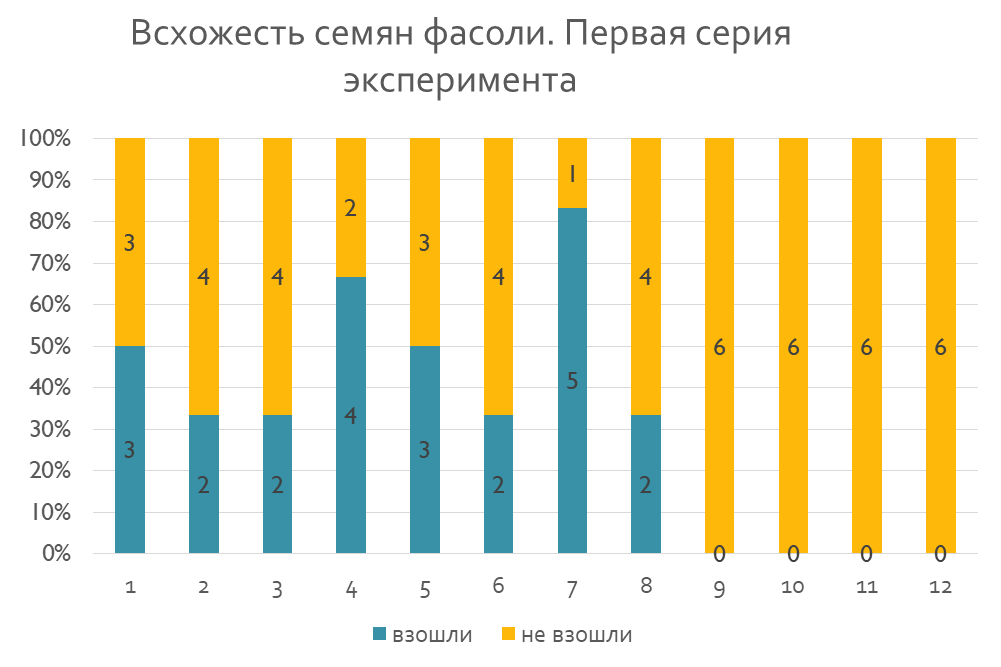 Всхожесть семян фасоли. Первая серия
эксперимента
100%
90%
80%
70%
60%
50%
40%
30%
20%
10%
0%
3 4 4 2 3 4 1 4 6 6 6 6
3 2 2 4 3 2 5 2 0 0 0 0
1 2 3 4 5 6 7 8 9 10 11 12
взошли не взошли